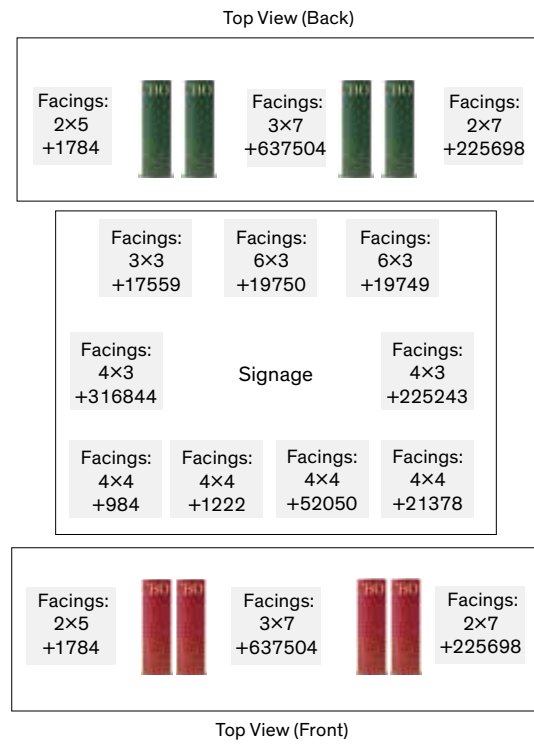 Top View (Back)
Facings: 2×5 +1784
Facings: 3×7 +637504
Facings: 2×7 +225698
Facings: 3×3 +17559
Facings: 6×3 +19750
Facings: 6×3 +19749
Facings: 4×3 +316844
Signage
Facings: 4×3 +225243
Facings: 4×4 +984
Facings: 4×4 +1222
Facings: 4×4 +52050
Facings: 4×4 +21378
Facings: 2×5 +1784
Facings: 3×7 +637504
Facings: 2×7 +225698
Top View (Front)